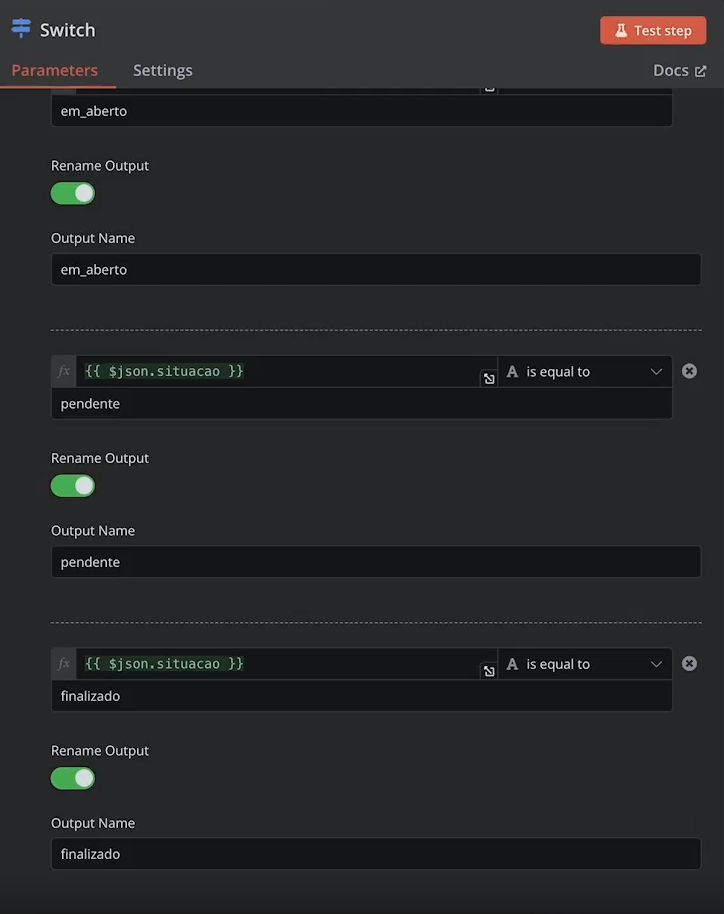 Switch
Test step
Parameters
Settings
Docs
em_aberto
Rename Output
Output Name
em_aberto
fx {{ $json.situacao }} A is equal to
pendente
Rename Output
Output Name
pendente
fx {{ $json.situacao }} A is equal to
finalizado
Rename Output
Output Name
finalizado